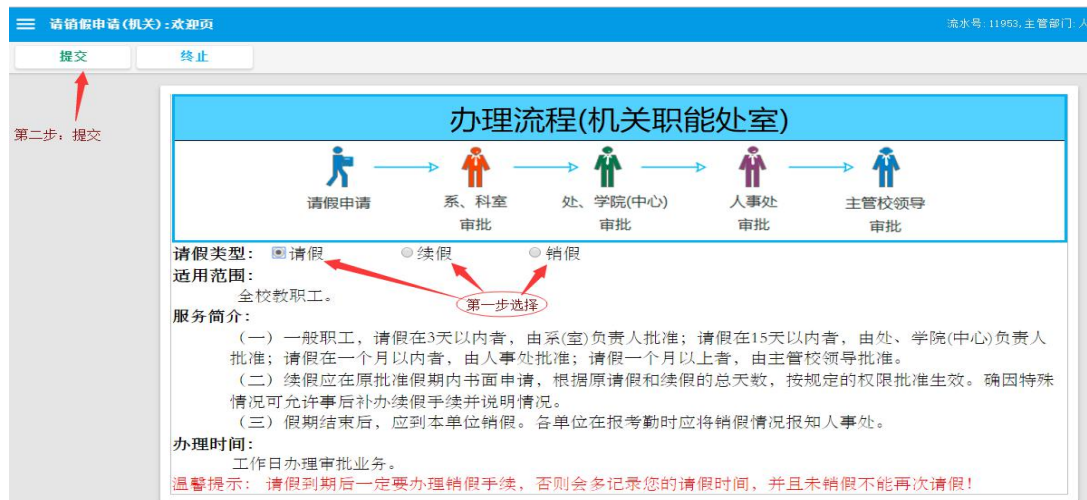 请销假申请(机关):欢迎页
流水号:11953,主管部门:人
提交
终止
第二步：提交
办理流程(机关职能处室)
请假申请
系、科室
审批
处、学院(中心)
审批
人事处
审批
主管校领导
审批
请假类型： 请假 续假 销假
适用范围：
全校教职工。
第一步选择
服务简介：
（一）一般职工，请假在3天以内者，由系(室)负责人批准；请假在15天以内者，由处、学院(中心)负责人
批准；请假在一个月以内者，由人事处批准；请假一个月以上者，由主管校领导批准。
（二）续假应在原批准假期内书面申请，根据原请假和续假的总天数，按规定的权限批准生效。确因特殊
情况可允许事后补办续假手续并说明情况。
（三）假期结束后，应到本单位销假。各单位在报考勤时应将销假情况报知人事处。
办理时间：
工作日办理审批业务。
温馨提示： 请假到期后一定要办理销假手续，否则会多记录您的请假时间，并且未销假不能再次请假！